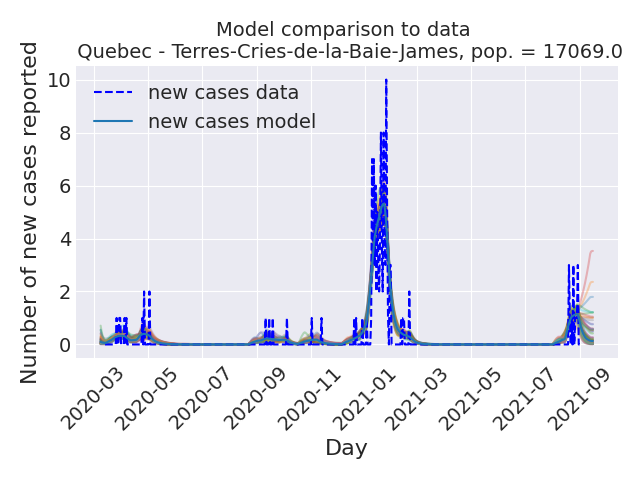 Model comparison to data
Quebec - Terres-Cries-de-la-Baie-James, pop. = 17069.0
Number of new cases reported
10
8
6
4
2
0
new cases data
new cases model
2020-03
2020-05
2020-07
2020-09
2020-11
2021-01
2021-03
2021-05
2021-07
2021-09
Day